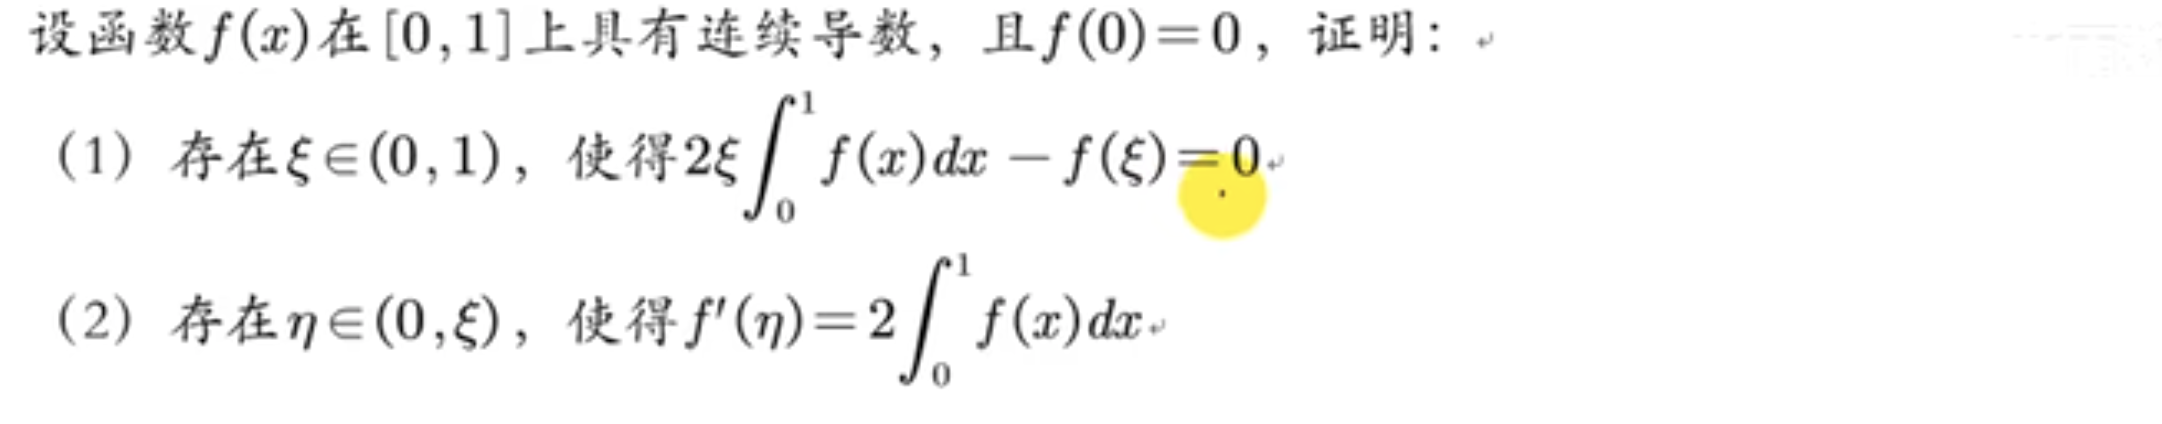 设函数f(x)在[0,1]上具有连续导数，且f(0)=0，证明：
（1）存在ξ∈(0,1)，使得2ξ∫₀¹f(x)dx－f(ξ)=0
（2）存在η∈(0,ξ)，使得f′(η)=2∫₀¹f(x)dx